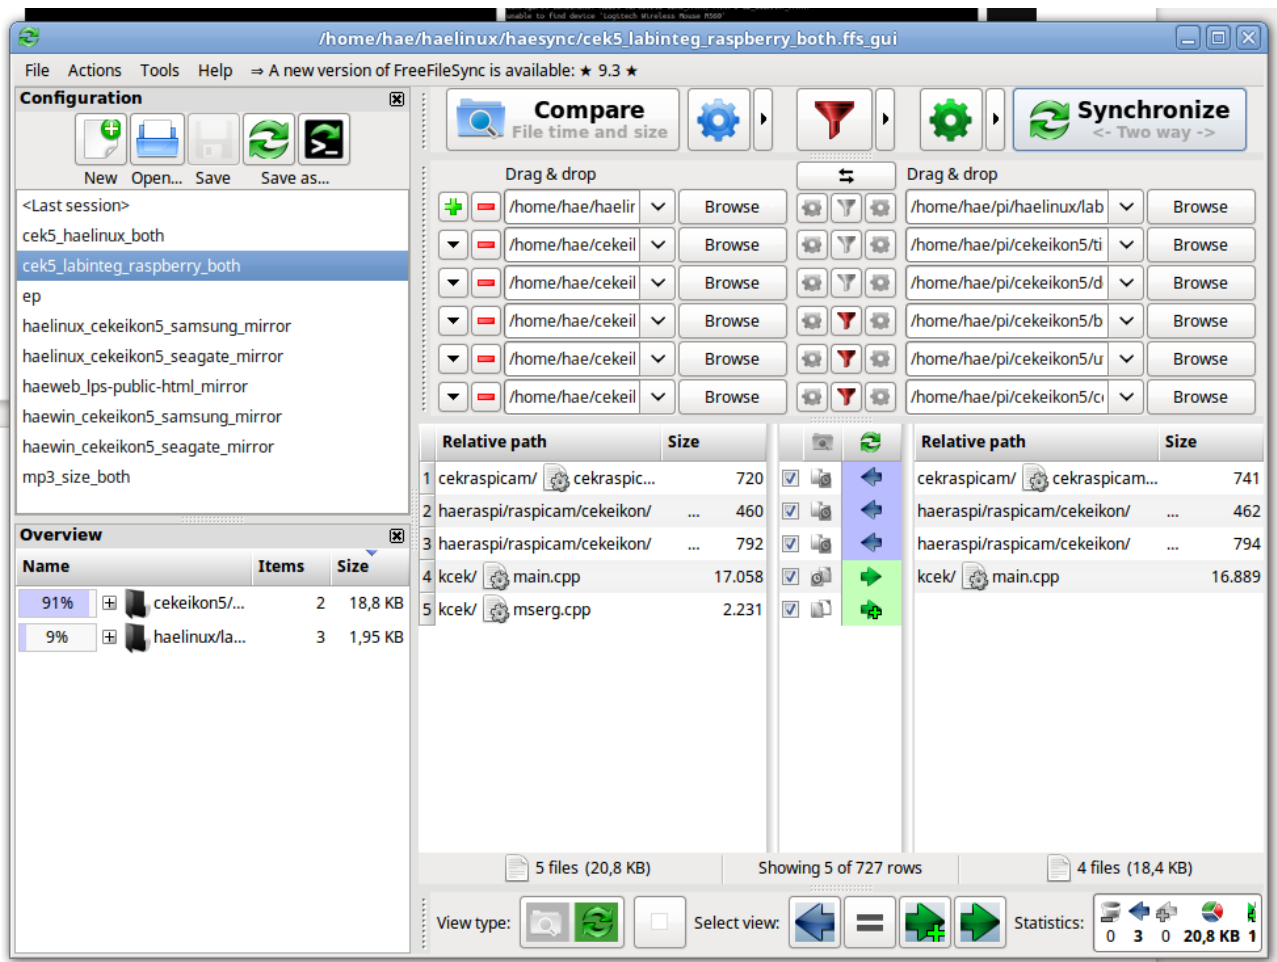 unable to find device 'Logitech Wireless Mouse M560'
/home/hae/haelinux/haesync/cek5_labinteg_raspberry_both.ffs_gui
File Actions Tools Help ⇒ A new version of FreeFileSync is available: ★ 9.3 ★
Configuration
New Open... Save Save as...
<Last session>
cek5_haelinux_both
cek5_labinteg_raspberry_both
ep
haelinux_cekeikon5_samsung_mirror
haelinux_cekeikon5_seagate_mirror
haeweb_lps-public-html_mirror
haewin_cekeikon5_samsung_mirror
haewin_cekeikon5_seagate_mirror
mp3_size_both
Overview
Name Items Size
91% cekeikon5/... 2 18,8 KB
9% haelinux/la... 3 1,95 KB
Compare
File time and size
Synchronize
<- Two way ->
Drag & drop Drag & drop
/home/hae/haelin Browse /home/hae/pi/haelinux/lab Browse
/home/hae/cekeil Browse /home/hae/pi/cekeikon5/ti Browse
/home/hae/cekeil Browse /home/hae/pi/cekeikon5/d Browse
/home/hae/cekeil Browse /home/hae/pi/cekeikon5/b Browse
/home/hae/cekeil Browse /home/hae/pi/cekeikon5/u Browse
/home/hae/cekeil Browse /home/hae/pi/cekeikon5/c Browse
Relative path Size Relative path Size
1 cekraspicam/ cekraspic... 720 cekraspicam/ cekraspicam... 741
2 haeraspi/raspicam/cekeikon/ ... 460 haeraspi/raspicam/cekeikon/ ... 462
3 haeraspi/raspicam/cekeikon/ ... 792 haeraspi/raspicam/cekeikon/ ... 794
4 kcek/ main.cpp 17.058 kcek/ main.cpp 16.889
5 kcek/ mserg.cpp 2.231
5 files (20,8 KB) Showing 5 of 727 rows 4 files (18,4 KB)
View type: Select view: Statistics: 0 3 0 20,8 KB 1